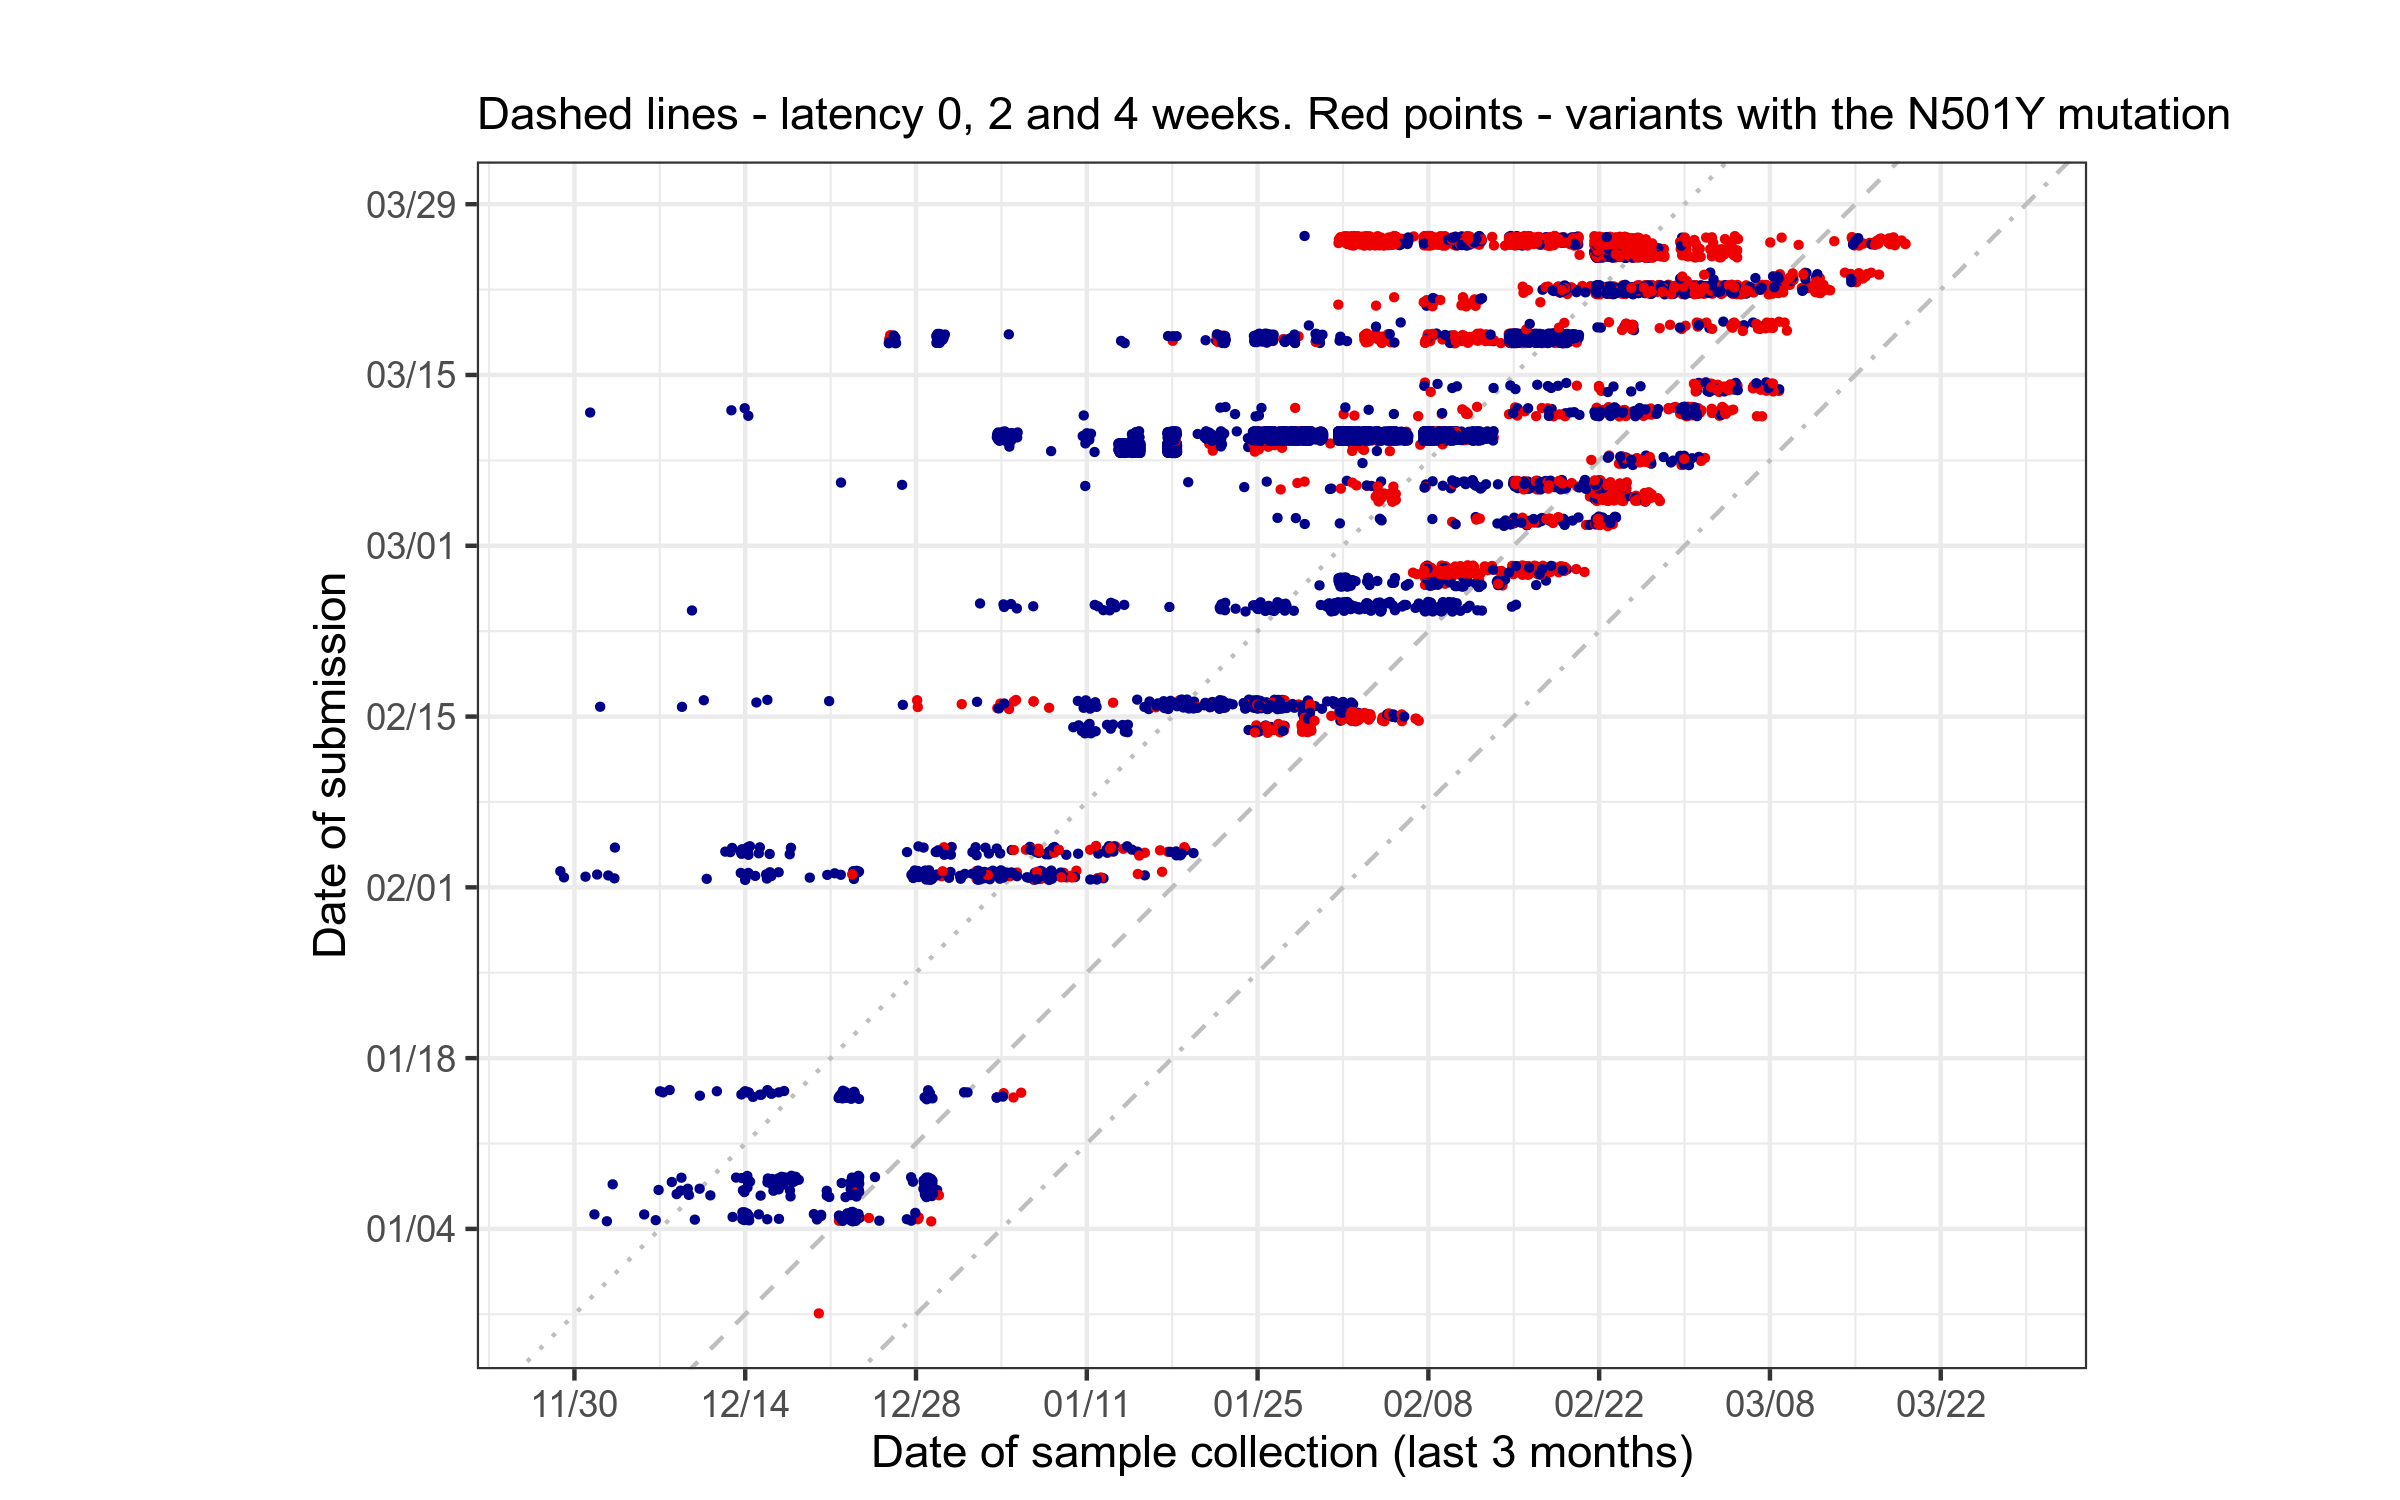 Dashed lines - latency 0, 2 and 4 weeks. Red points - variants with the N501Y mutation
Date of submission
03/29
03/15
03/01
02/15
02/01
01/18
01/04
11/30 12/14 12/28 01/11 01/25 02/08 02/22 03/08 03/22
Date of sample collection (last 3 months)